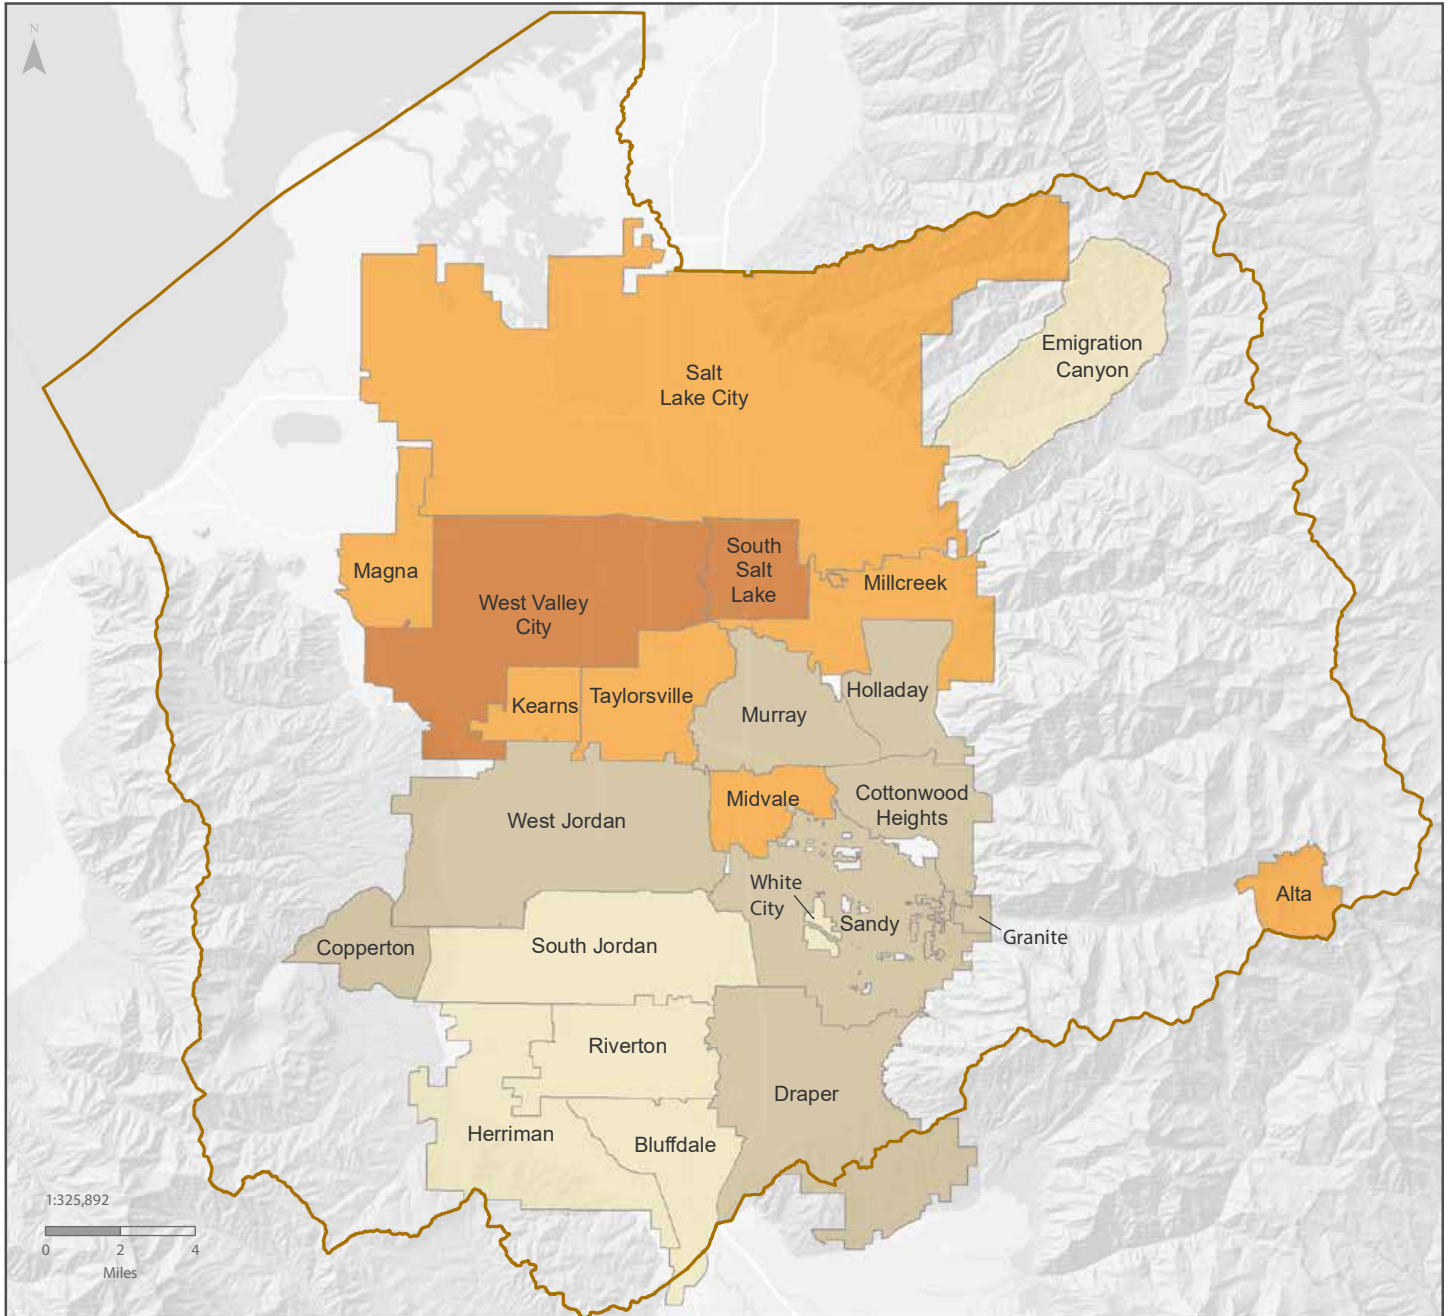 N
Salt
Lake City
Emigration
Canyon
South
Salt
Lake
Magna
Millcreek
West Valley
City
Kearns
Taylorsville
Holladay
Murray
Midvale
Cottonwood
Heights
West Jordan
White
City
Alta
Sandy
Granite
Copperton
South Jordan
Riverton
Draper
Herriman
Bluffdale
1:325,892
0 2 4
Miles